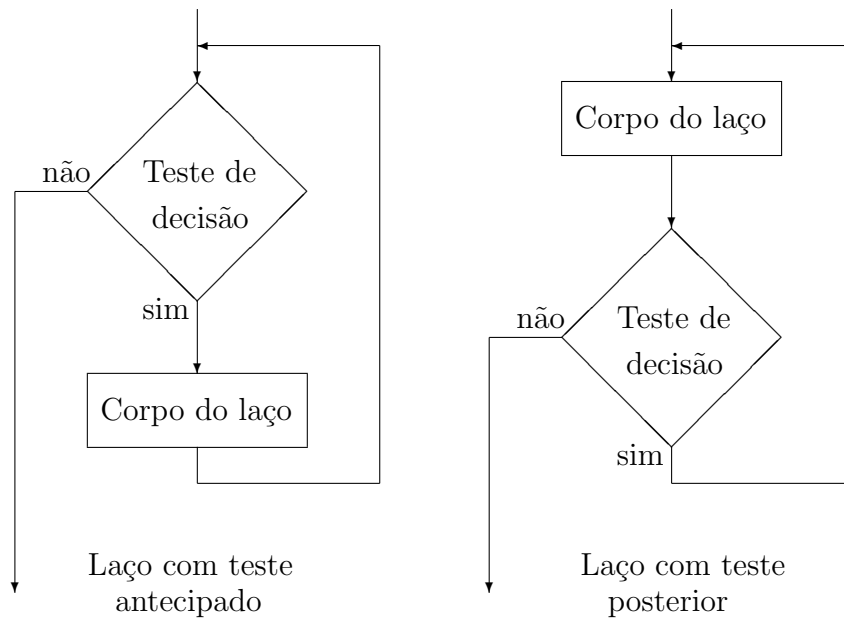 não
Teste de
decisão
sim
Corpo do laço
Laço com teste
antecipado
Corpo do laço
não
Teste de
decisão
sim
Laço com teste
posterior